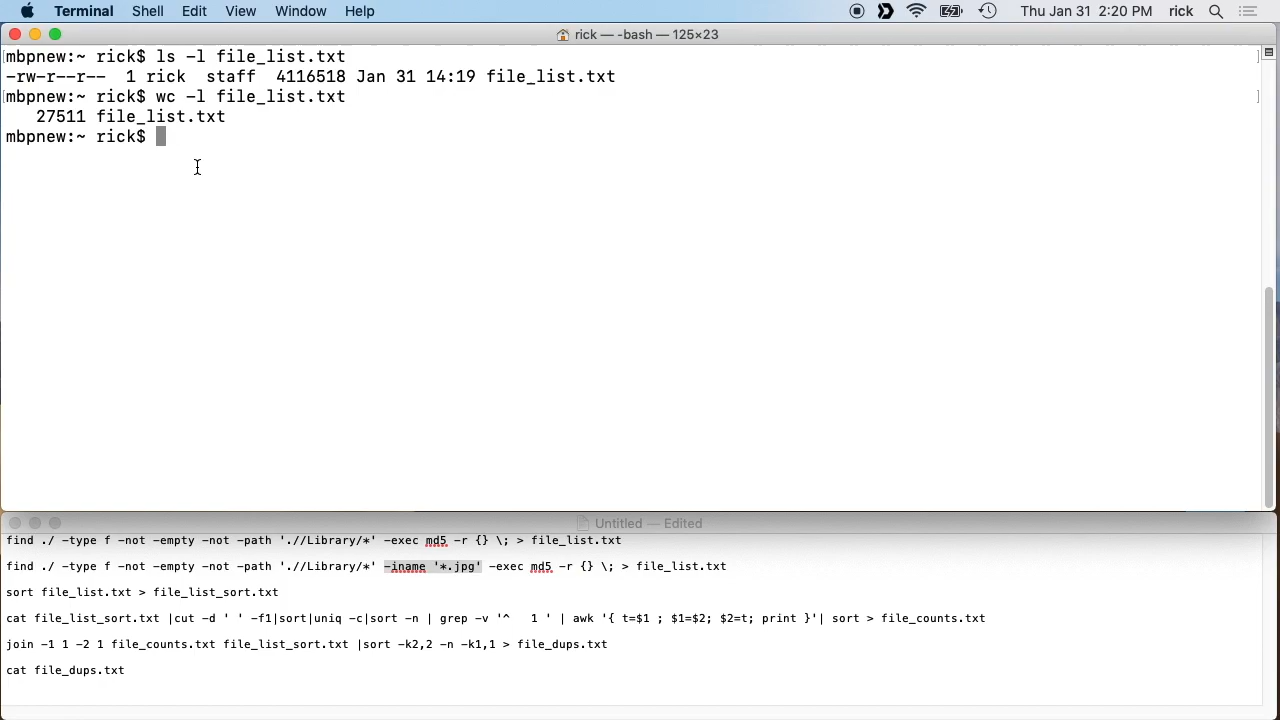 Terminal Shell Edit View Window Help Thu Jan 31 2:20 PM rick
rick — -bash — 125×23
mbpnew:~ rick$ ls -l file_list.txt
-rw-r--r-- 1 rick staff 4116518 Jan 31 14:19 file_list.txt
mbpnew:~ rick$ wc -l file_list.txt
27511 file_list.txt
mbpnew:~ rick$
Untitled — Edited
find ./ -type f -not -empty -not -path './/Library/*' -exec md5 -r {} \; > file_list.txt
find ./ -type f -not -empty -not -path './/Library/*' -iname '*.jpg' -exec md5 -r {} \; > file_list.txt
sort file_list.txt > file_list_sort.txt
cat file_list_sort.txt |cut -d ' ' -f1|sort|uniq -c|sort -n | grep -v '^   1 ' | awk '{ t=$1 ; $1=$2; $2=t; print }'| sort > file_counts.txt
join -1 1 -2 1 file_counts.txt file_list_sort.txt |sort -k2,2 -n -k1,1 > file_dups.txt
cat file_dups.txt